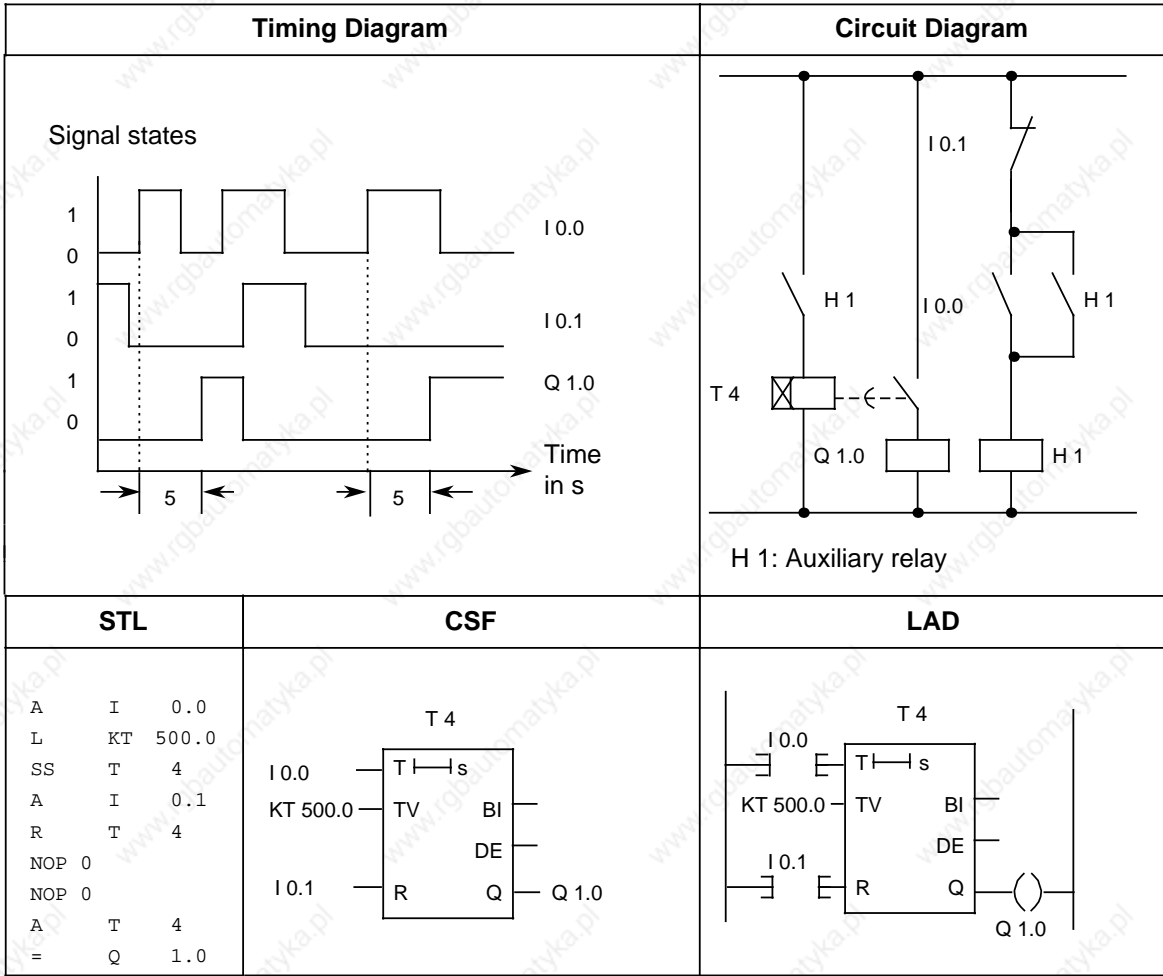 Timing Diagram
Circuit Diagram
Signal states
1
0
I 0.0
1
0
I 0.1
1
0
Q 1.0
Time
in s
5
5
I 0.1
H 1
I 0.0
H 1
T 4
Q 1.0
H 1
H 1: Auxiliary relay
STL
CSF
LAD
A I 0.0
L KT 500.0
SS T 4
A I 0.1
R T 4
NOP 0
NOP 0
A T 4
= Q 1.0
T 4
I 0.0
T s
KT 500.0
TV
BI
DE
I 0.1
R
Q
Q 1.0
T 4
I 0.0
T s
KT 500.0
TV
BI
DE
I 0.1
R
Q
Q 1.0
www.rgbautomatyka.pl